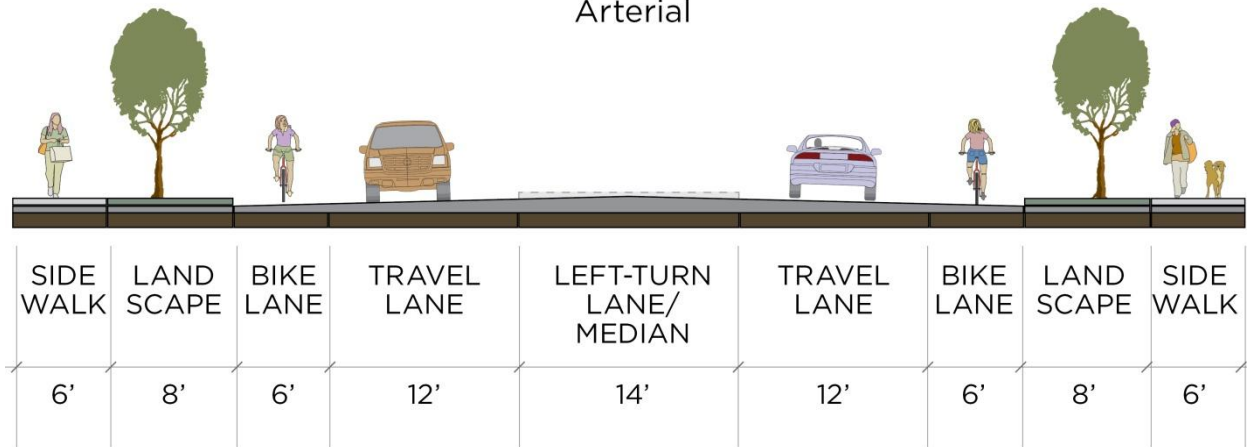 Arterial
SIDE WALK
LAND SCAPE
BIKE LANE
TRAVEL LANE
LEFT-TURN LANE/ MEDIAN
TRAVEL LANE
BIKE LANE
LAND SCAPE
SIDE WALK
6’ 8’ 6’ 12’ 14’ 12’ 6’ 8’ 6’